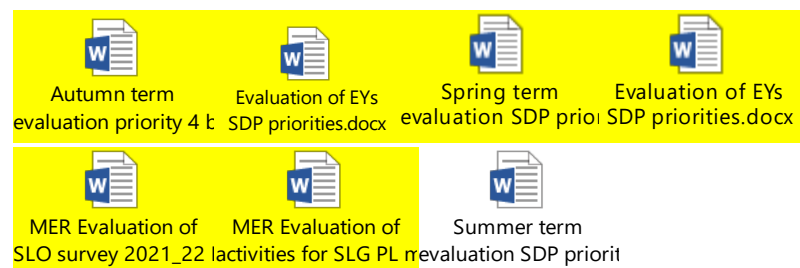 Autumn term
evaluation priority 4 b
Evaluation of EYs
SDP priorities.docx
Spring term
evaluation SDP prio
Evaluation of EYs
SDP priorities.docx
MER Evaluation of
SLO survey 2021_22
MER Evaluation of
activities for SLG PL
Summer term
evaluation SDP priorit